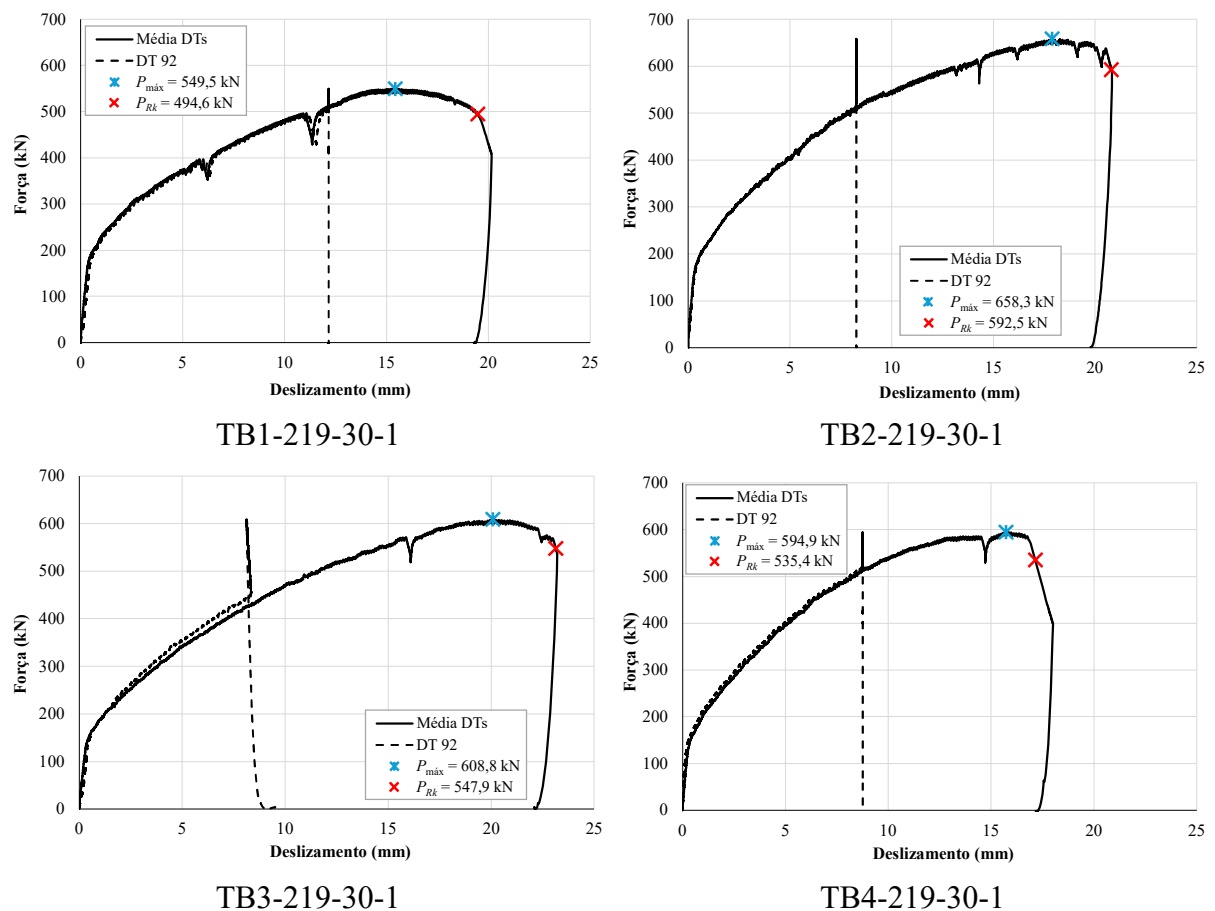 700
600
500
400
300
200
100
0
Força (kN)
Média DTs
DT 92
Pmáx = 549,5 kN
PRk = 494,6 kN
0 5 10 15 20 25
Deslizamento (mm)
TB1-219-30-1
700
600
500
400
300
200
100
0
Força (kN)
Média DTs
DT 92
Pmáx = 658,3 kN
PRk = 592,5 kN
0 5 10 15 20 25
Deslizamento (mm)
TB2-219-30-1
700
600
500
400
300
200
100
0
Força (kN)
Média DTs
DT 92
Pmáx = 608,8 kN
PRk = 547,9 kN
0 5 10 15 20 25
Deslizamento (mm)
TB3-219-30-1
700
600
500
400
300
200
100
0
Força (kN)
Média DTs
DT 92
Pmáx = 594,9 kN
PRk = 535,4 kN
0 5 10 15 20 25
Deslizamento (mm)
TB4-219-30-1